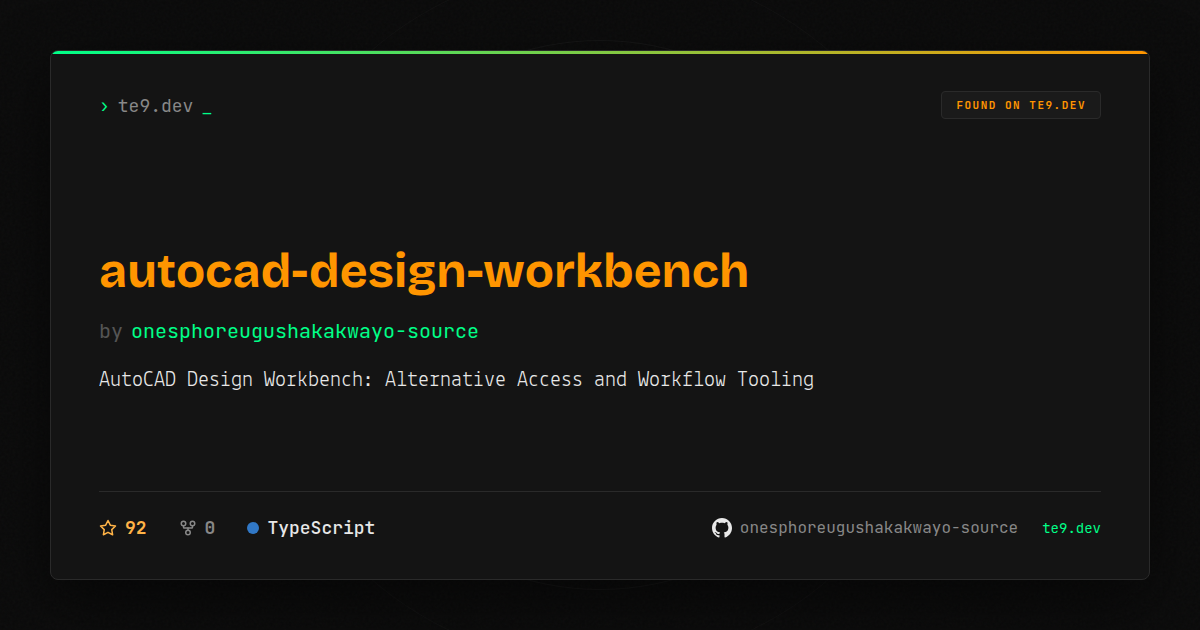 › te9.dev _
FOUND ON TE9.DEV
autocad-design-workbench
by onesphoreugushakakwayo-source
AutoCAD Design Workbench: Alternative Access and Workflow Tooling
92 0 TypeScript
onesphoreugushakakwayo-source te9.dev